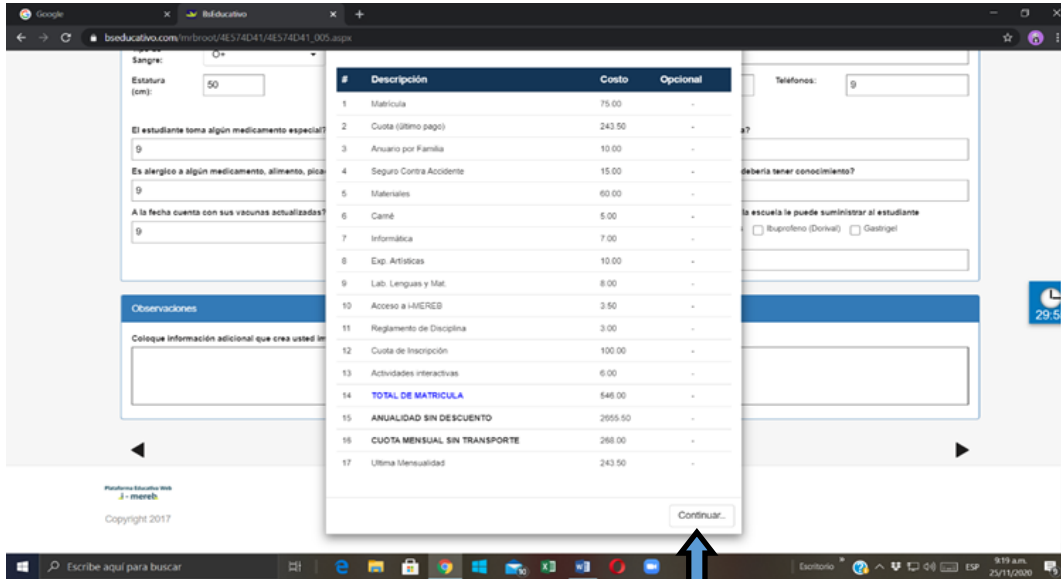 Google
BsEducativo
bseducativo.com/mrbroot/4E574D41/4E574D41_005.aspx
Sangre:
O+
Estatura
(cm):
50
Teléfonos:
9
El estudiante toma algún medicamento especial?
a?
9
Es alergico a algún medicamento, alimento, pica
debería tener conocimiento?
9
A la fecha cuenta con sus vacunas actualizadas?
la escuela le puede suministrar al estudiante
9
Ibuprofeno (Dorival)
Gastrigel
Observaciones
Coloque información adicional que crea usted im
# Descripción Costo Opcional
1 Matrícula 75.00 -
2 Cuota (último pago) 243.50 -
3 Anuario por Familia 10.00 -
4 Seguro Contra Accidente 15.00 -
5 Materiales 60.00 -
6 Carné 5.00 -
7 Informática 7.00 -
8 Exp. Artísticas 10.00 -
9 Lab. Lenguas y Mat. 8.00 -
10 Acceso a i-MEREB 3.50 -
11 Reglamento de Disciplina 3.00 -
12 Cuota de Inscripción 100.00 -
13 Actividades interactivas 6.00 -
14 TOTAL DE MATRICULA 546.00 -
15 ANUALIDAD SIN DESCUENTO 2655.50 -
16 CUOTA MENSUAL SIN TRANSPORTE 268.00 -
17 Ultima Mensualidad 243.50 -
Continuar..
29:5
Plataforma Educativa Web
i - mereb
Copyright 2017
Escribe aquí para buscar
Escritorio
ESP
9:19 a.m.
25/11/2020